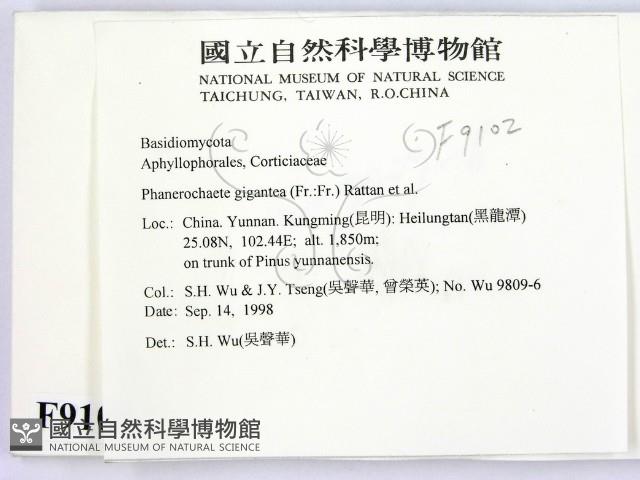 國立自然科學博物館
NATIONAL MUSEUM OF NATURAL SCIENCE
TAICHUNG, TAIWAN, R.O.CHINA
F9102
Basidiomycota
Aphyllophorales, Corticiaceae
Phanerochaete gigantea (Fr.:Fr.) Rattan et al.
Loc.: China. Yunnan. Kungming(昆明): Heilungtan(黑龍潭)
25.08N, 102.44E; alt. 1,850m;
on trunk of Pinus yunnanensis.
Col.: S.H. Wu & J.Y. Tseng(吳聲華, 曾榮英); No. Wu 9809-6
Date: Sep. 14, 1998
Det.: S.H. Wu(吳聲華)
國立自然科學博物館
NATIONAL MUSEUM OF NATURAL SCIENCE